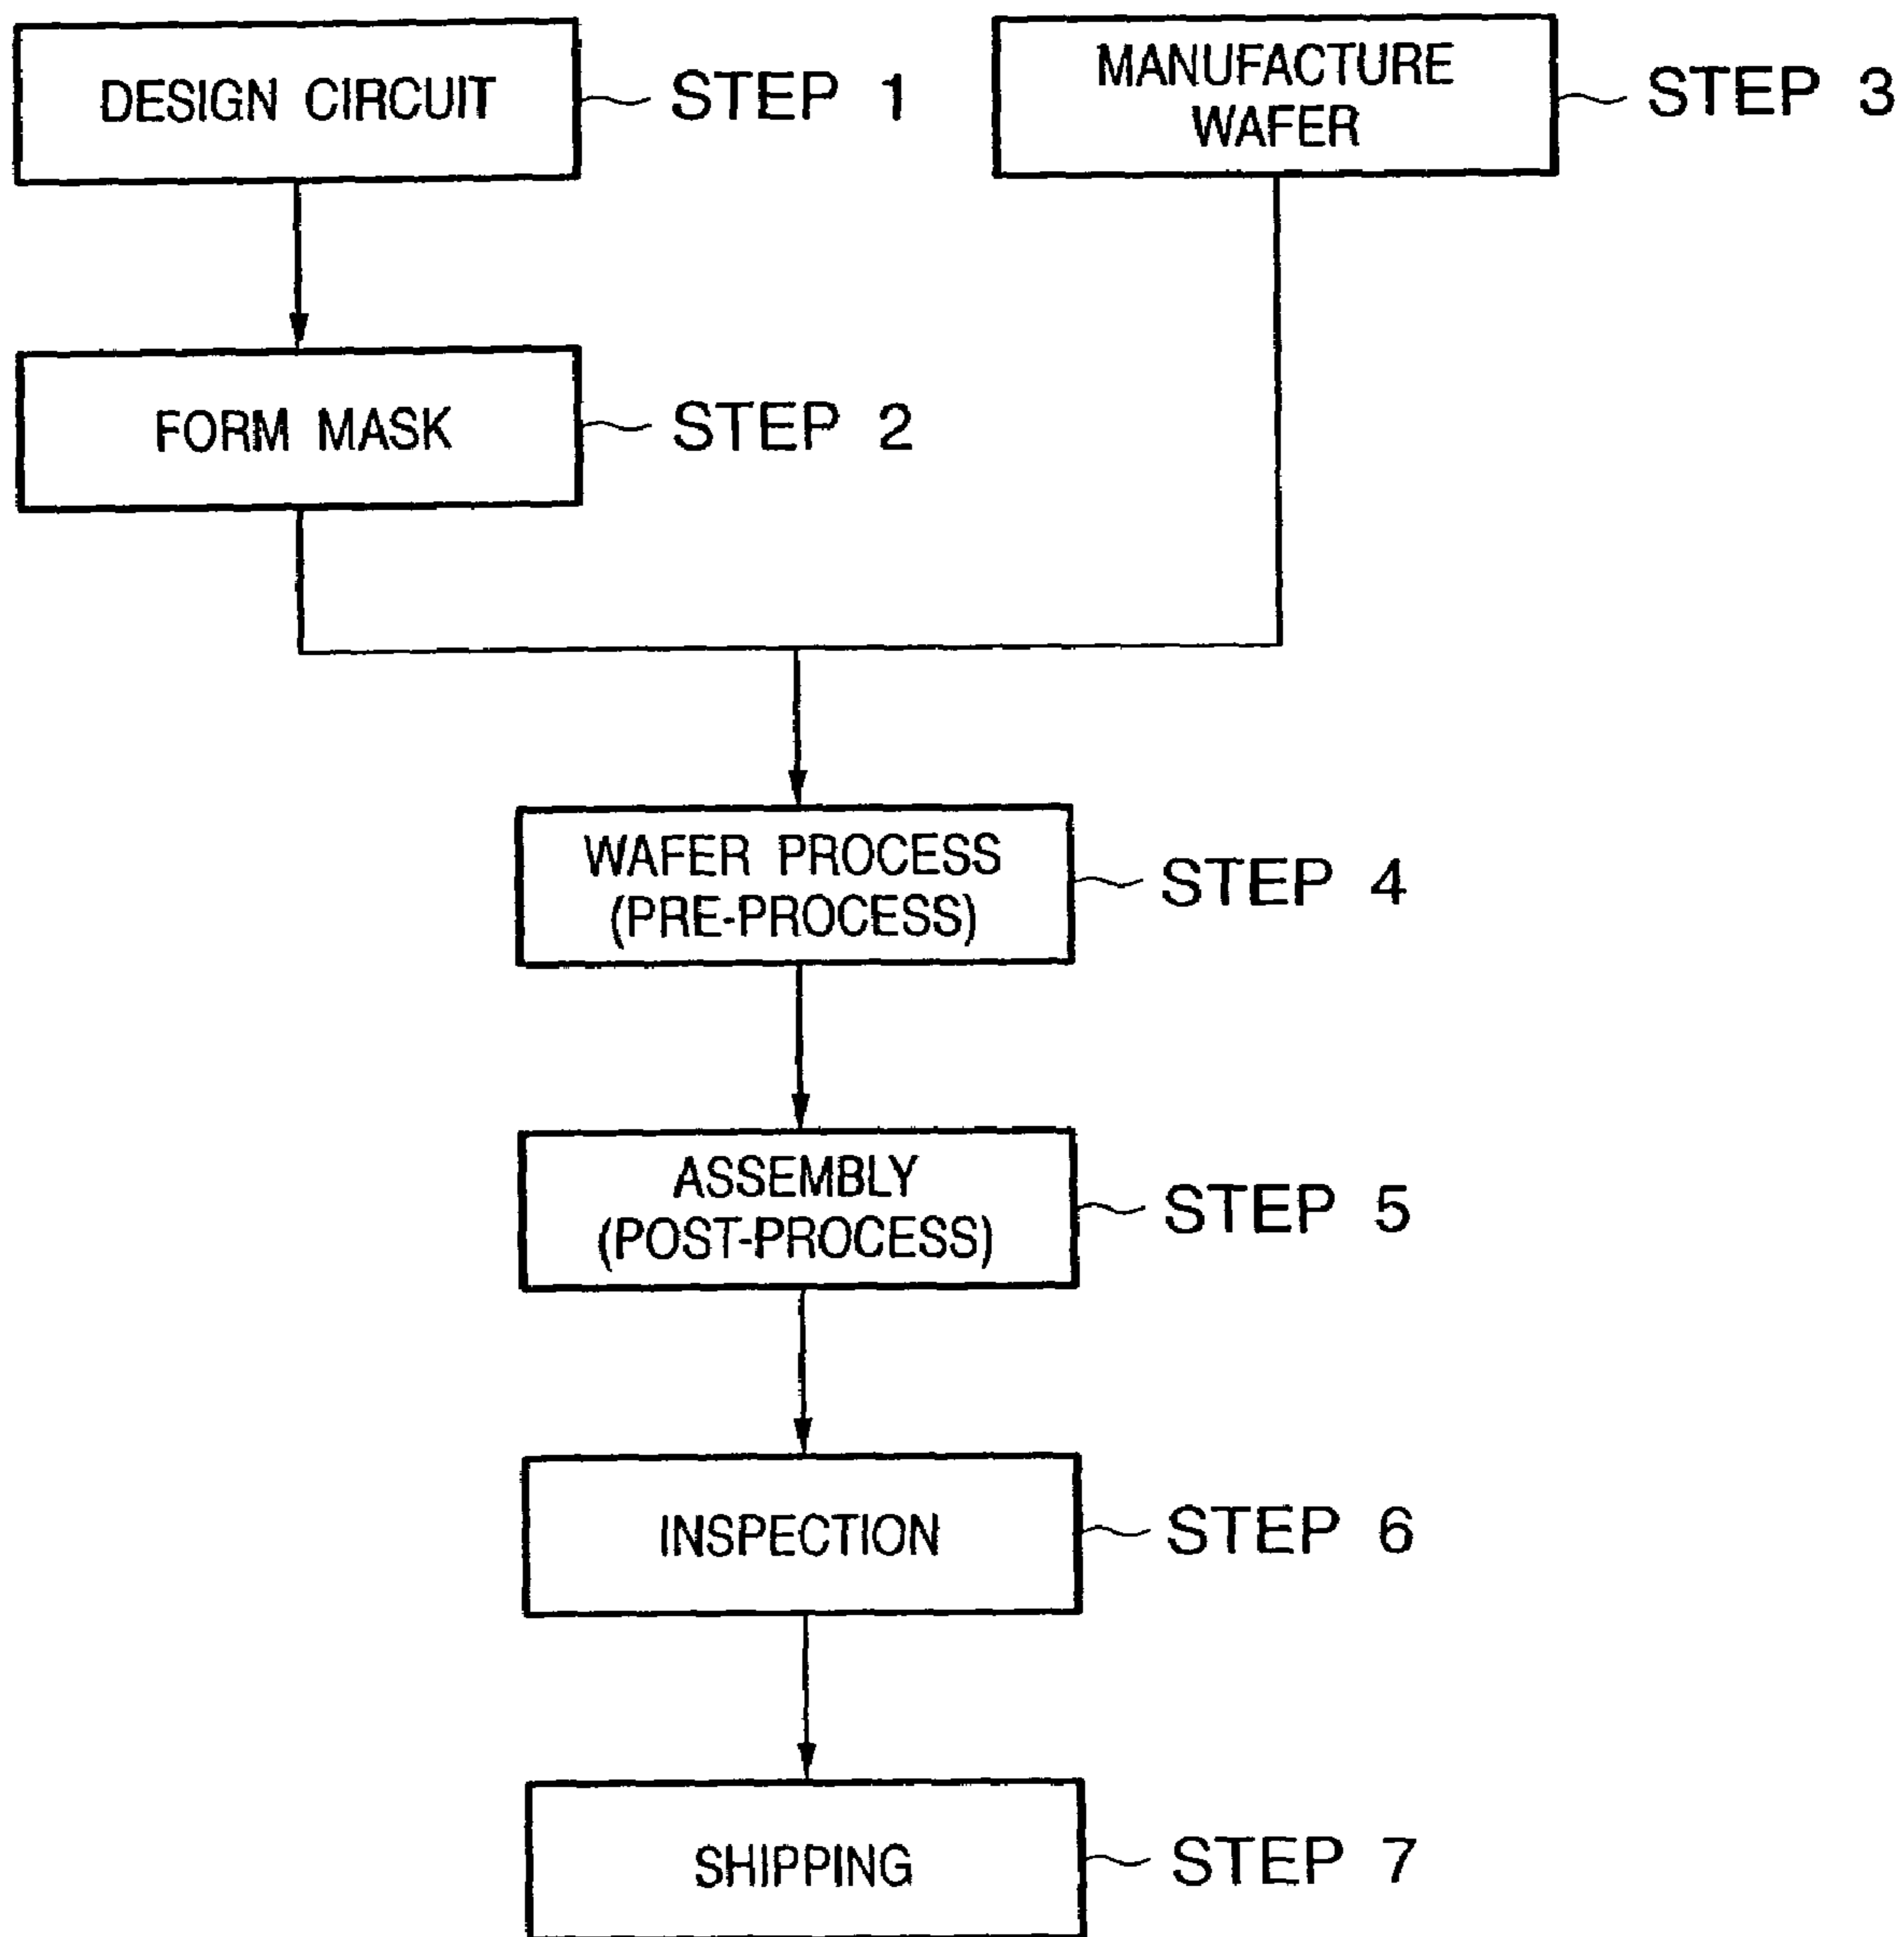 DESIGN CIRCUIT
STEP 1
MANUFACTURE
WAFER
STEP 3
FORM MASK
STEP 2
WAFER PROCESS
(PRE-PROCESS)
STEP 4
ASSEMBLY
(POST-PROCESS)
STEP 5
INSPECTION
STEP 6
SHIPPING
STEP 7